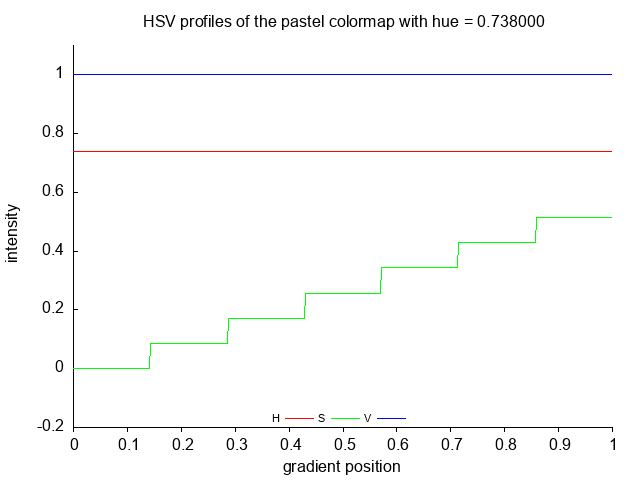 HSV profiles of the pastel colormap with hue = 0.738000
1
0.8
0.6
0.4
0.2
0
-0.2
intensity
H S V
0 0.1 0.2 0.3 0.4 0.5 0.6 0.7 0.8 0.9 1
gradient position